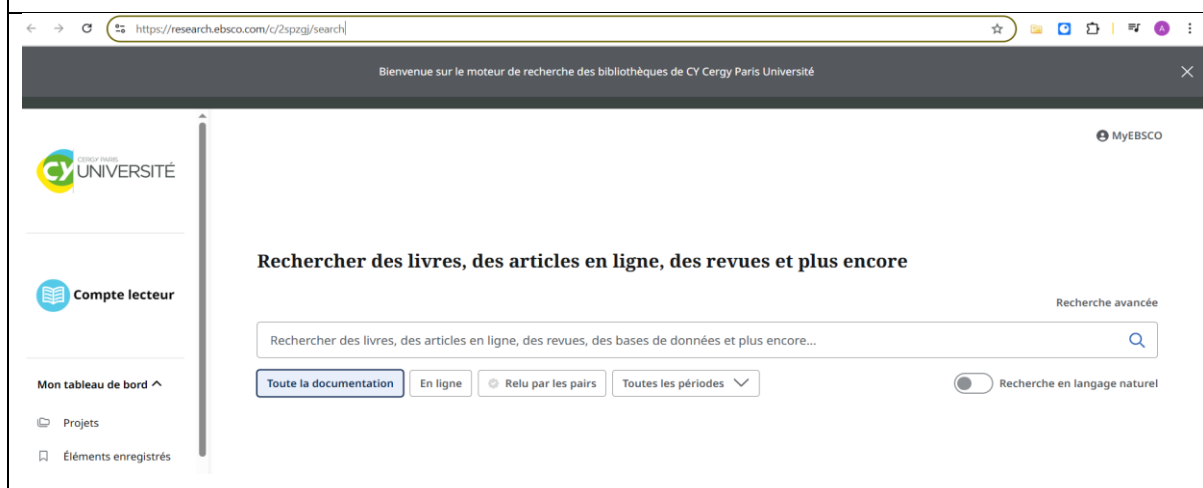 https://research.ebsco.com/c/2spzgj/search
A
Bienvenue sur le moteur de recherche des bibliothèques de CY Cergy Paris Université
MyEBSCO
CERGY PARIS
CY UNIVERSITÉ
Rechercher des livres, des articles en ligne, des revues et plus encore
Compte lecteur
Recherche avancée
Rechercher des livres, des articles en ligne, des revues, des bases de données et plus encore...
Mon tableau de bord
Toute la documentation En ligne Relu par les pairs Toutes les périodes Recherche en langage naturel
Projets
Éléments enregistrés